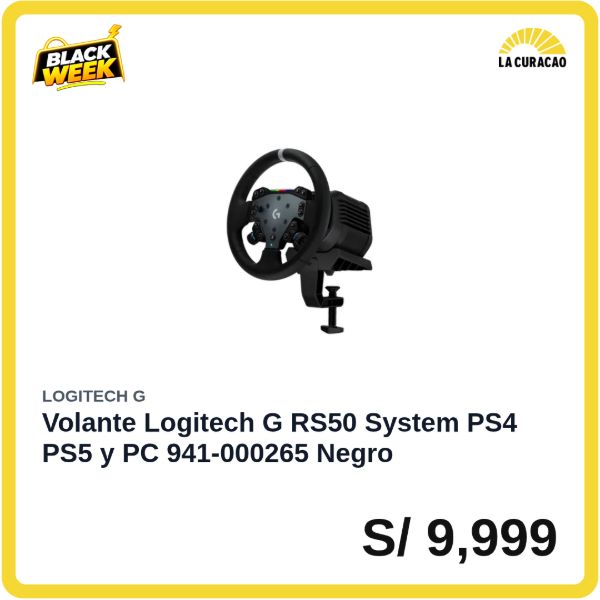 BLACK
WEEK
LA CURACAO
LOGITECH G
Volante Logitech G RS50 System PS4
PS5 y PC 941-000265 Negro
S/ 9,999